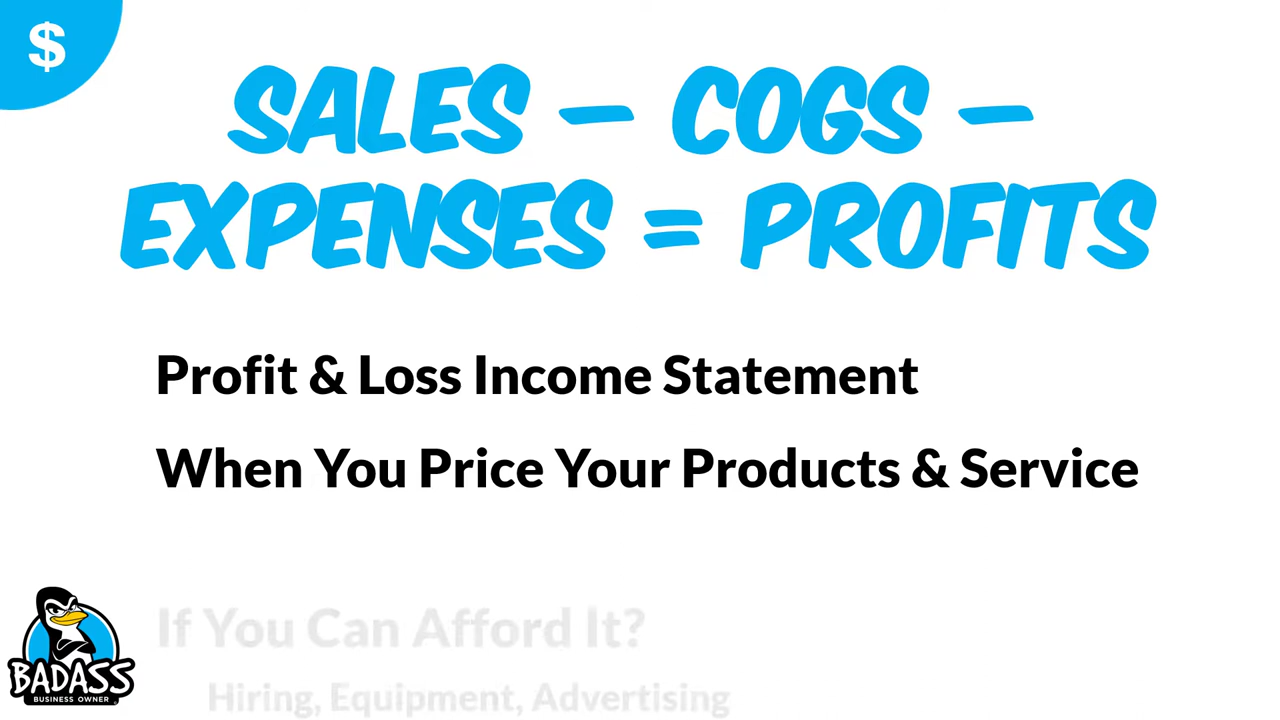 $
SALES – COGS –
EXPENSES = PROFITS
Profit & Loss Income Statement
When You Price Your Products & Service
If You Can Afford It?
Hiring, Equipment, Advertising
BADASS
BUSINESS OWNER